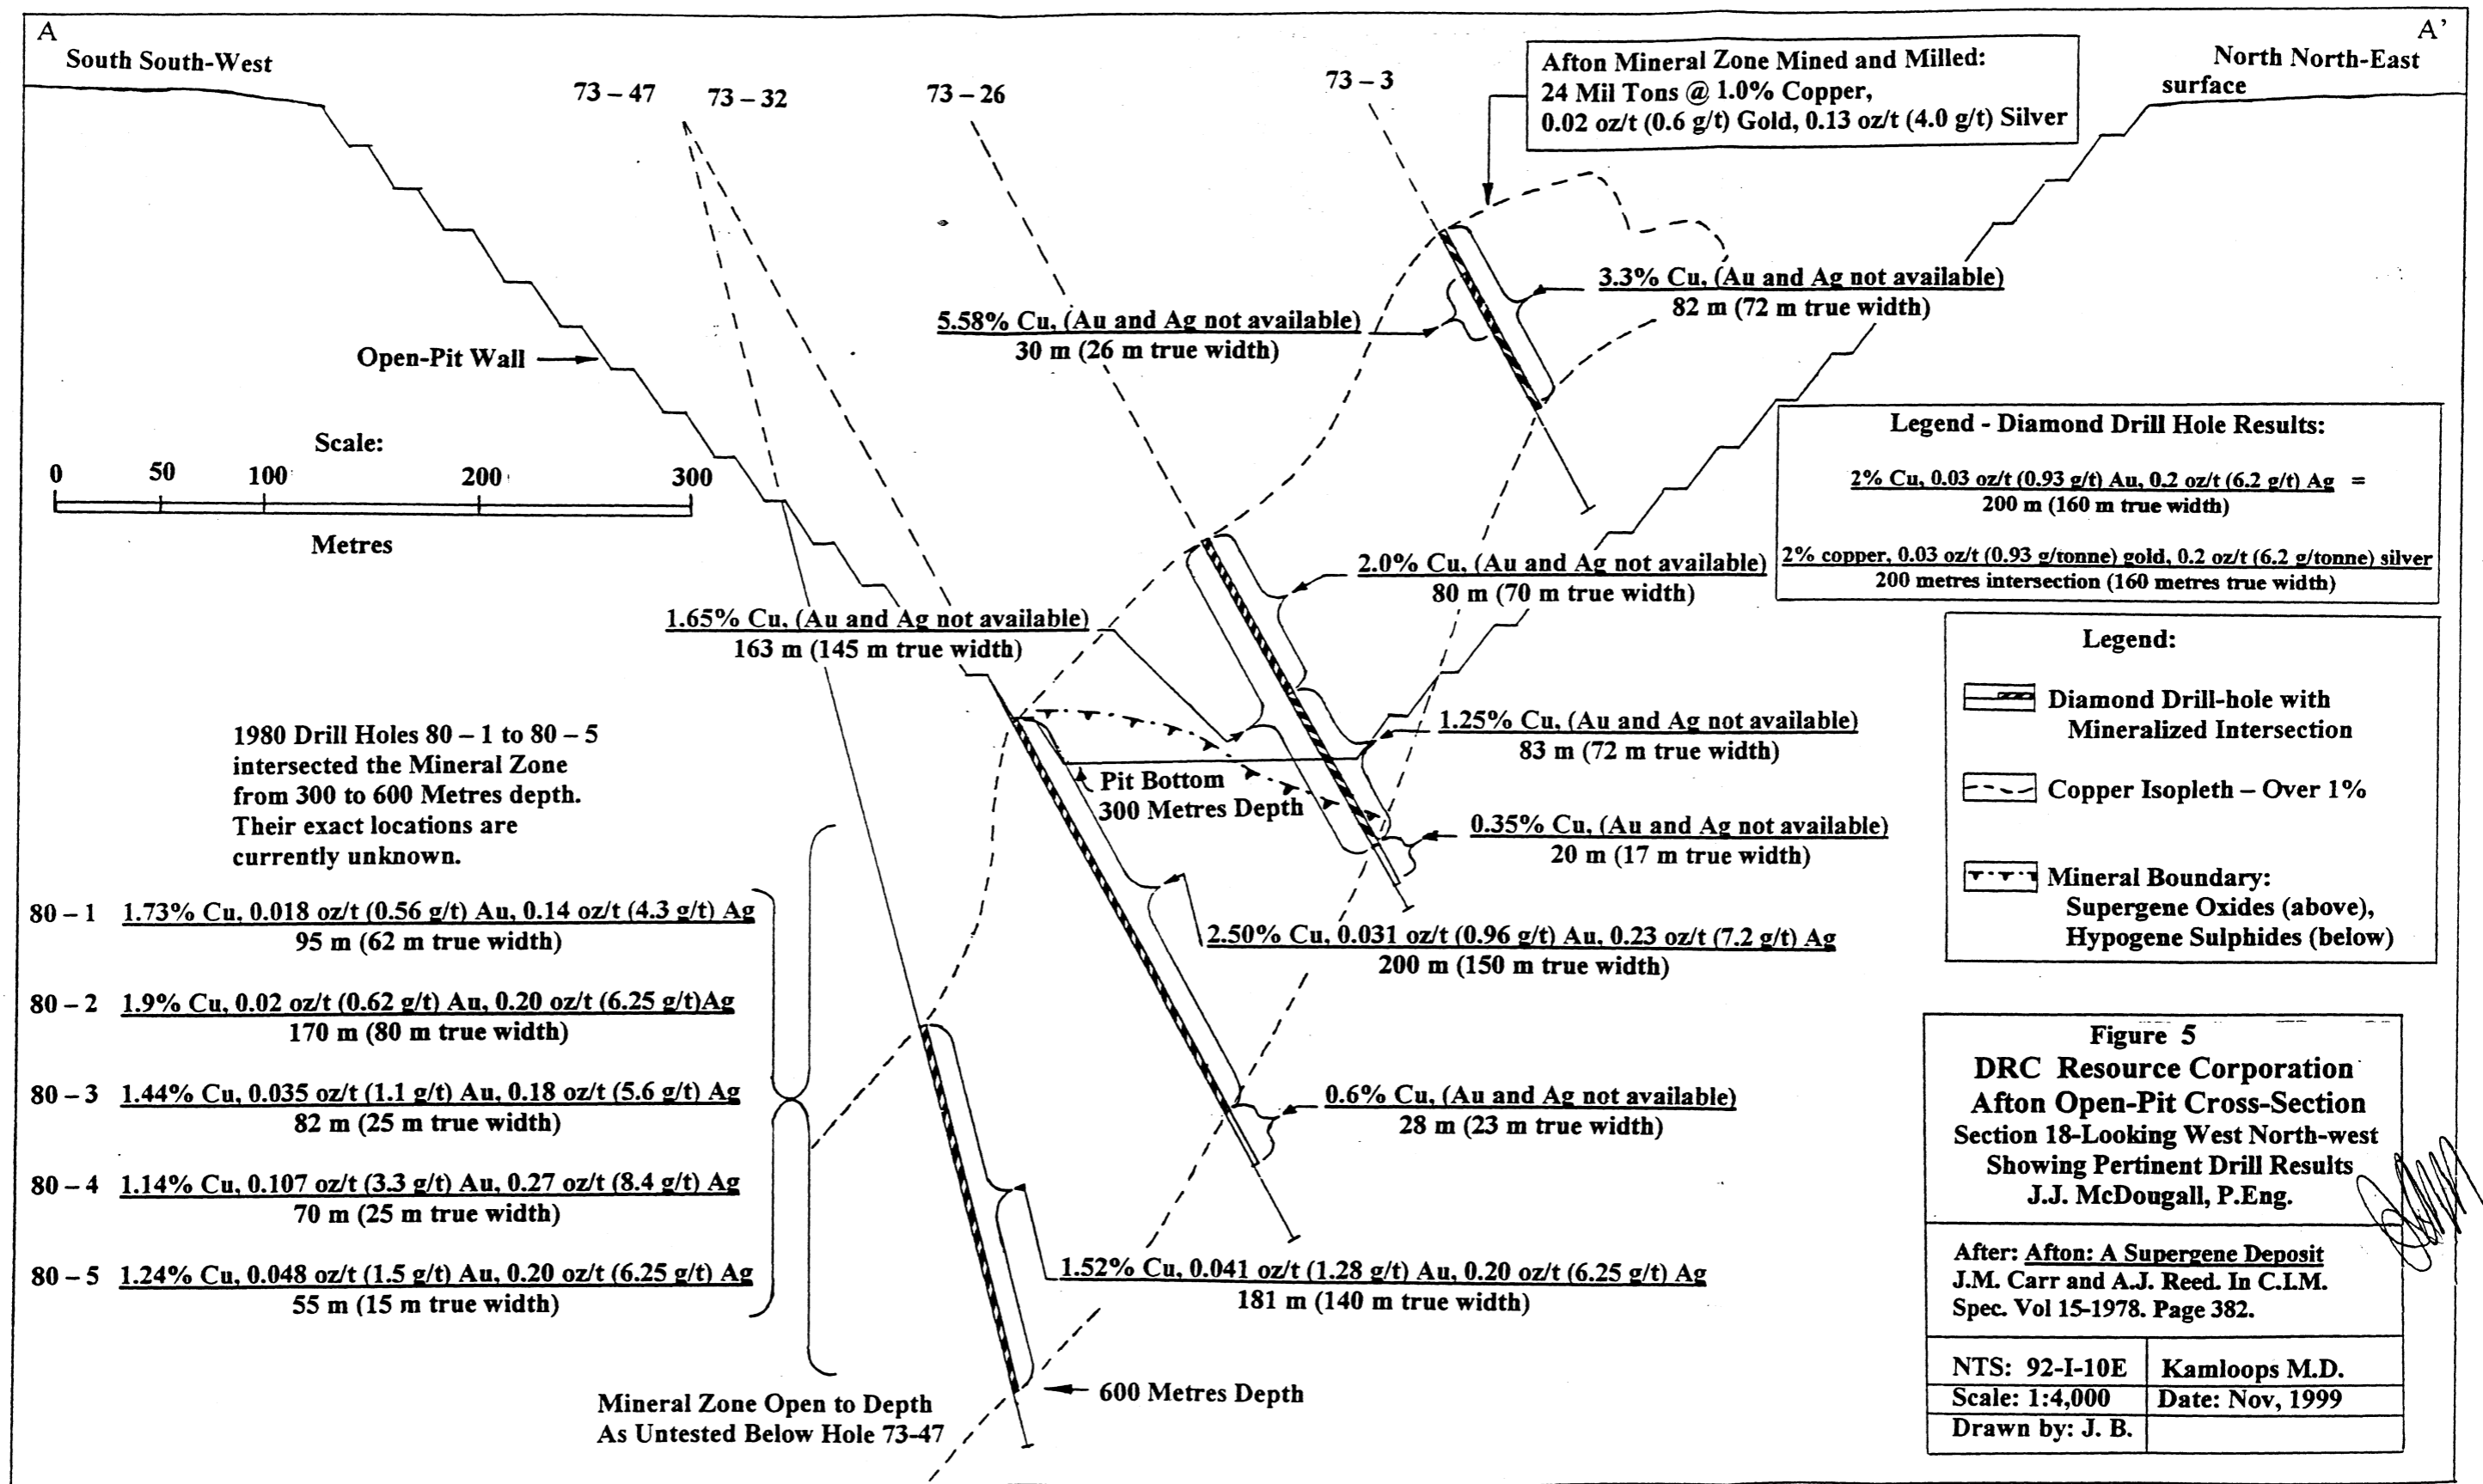 A
A'
South South-West
North North-East
surface
73 – 47
73 – 32
73 – 26
73 – 3
Afton Mineral Zone Mined and Milled:
24 Mil Tons @ 1.0% Copper,
0.02 oz/t (0.6 g/t) Gold, 0.13 oz/t (4.0 g/t) Silver
3.3% Cu, (Au and Ag not available)
82 m (72 m true width)
5.58% Cu, (Au and Ag not available)
30 m (26 m true width)
Open-Pit Wall
Scale:
0 50 100 200 300
Metres
Legend - Diamond Drill Hole Results:
2% Cu, 0.03 oz/t (0.93 g/t) Au, 0.2 oz/t (6.2 g/t) Ag =
200 m (160 m true width)
2% copper, 0.03 oz/t (0.93 g/tonne) gold, 0.2 oz/t (6.2 g/tonne) silver
200 metres intersection (160 metres true width)
2.0% Cu, (Au and Ag not available)
80 m (70 m true width)
1.65% Cu, (Au and Ag not available)
163 m (145 m true width)
1.25% Cu, (Au and Ag not available)
83 m (72 m true width)
Pit Bottom
300 Metres Depth
0.35% Cu, (Au and Ag not available)
20 m (17 m true width)
Legend:
Diamond Drill-hole with
Mineralized Intersection
Copper Isopleth – Over 1%
Mineral Boundary:
Supergene Oxides (above),
Hypogene Sulphides (below)
1980 Drill Holes 80 – 1 to 80 – 5
intersected the Mineral Zone
from 300 to 600 Metres depth.
Their exact locations are
currently unknown.
80 – 1 1.73% Cu, 0.018 oz/t (0.56 g/t) Au, 0.14 oz/t (4.3 g/t) Ag
95 m (62 m true width)
80 – 2 1.9% Cu, 0.02 oz/t (0.62 g/t) Au, 0.20 oz/t (6.25 g/t)Ag
170 m (80 m true width)
80 – 3 1.44% Cu, 0.035 oz/t (1.1 g/t) Au, 0.18 oz/t (5.6 g/t) Ag
82 m (25 m true width)
80 – 4 1.14% Cu, 0.107 oz/t (3.3 g/t) Au, 0.27 oz/t (8.4 g/t) Ag
70 m (25 m true width)
80 – 5 1.24% Cu, 0.048 oz/t (1.5 g/t) Au, 0.20 oz/t (6.25 g/t) Ag
55 m (15 m true width)
2.50% Cu, 0.031 oz/t (0.96 g/t) Au, 0.23 oz/t (7.2 g/t) Ag
200 m (150 m true width)
0.6% Cu, (Au and Ag not available)
28 m (23 m true width)
1.52% Cu, 0.041 oz/t (1.28 g/t) Au, 0.20 oz/t (6.25 g/t) Ag
181 m (140 m true width)
600 Metres Depth
Mineral Zone Open to Depth
As Untested Below Hole 73-47
Figure 5
DRC Resource Corporation
Afton Open-Pit Cross-Section
Section 18-Looking West North-west
Showing Pertinent Drill Results
J.J. McDougall, P.Eng.
After: Afton: A Supergene Deposit
J.M. Carr and A.J. Reed. In C.I.M.
Spec. Vol 15-1978. Page 382.
NTS: 92-I-10E
Kamloops M.D.
Scale: 1:4,000
Date: Nov, 1999
Drawn by: J. B.